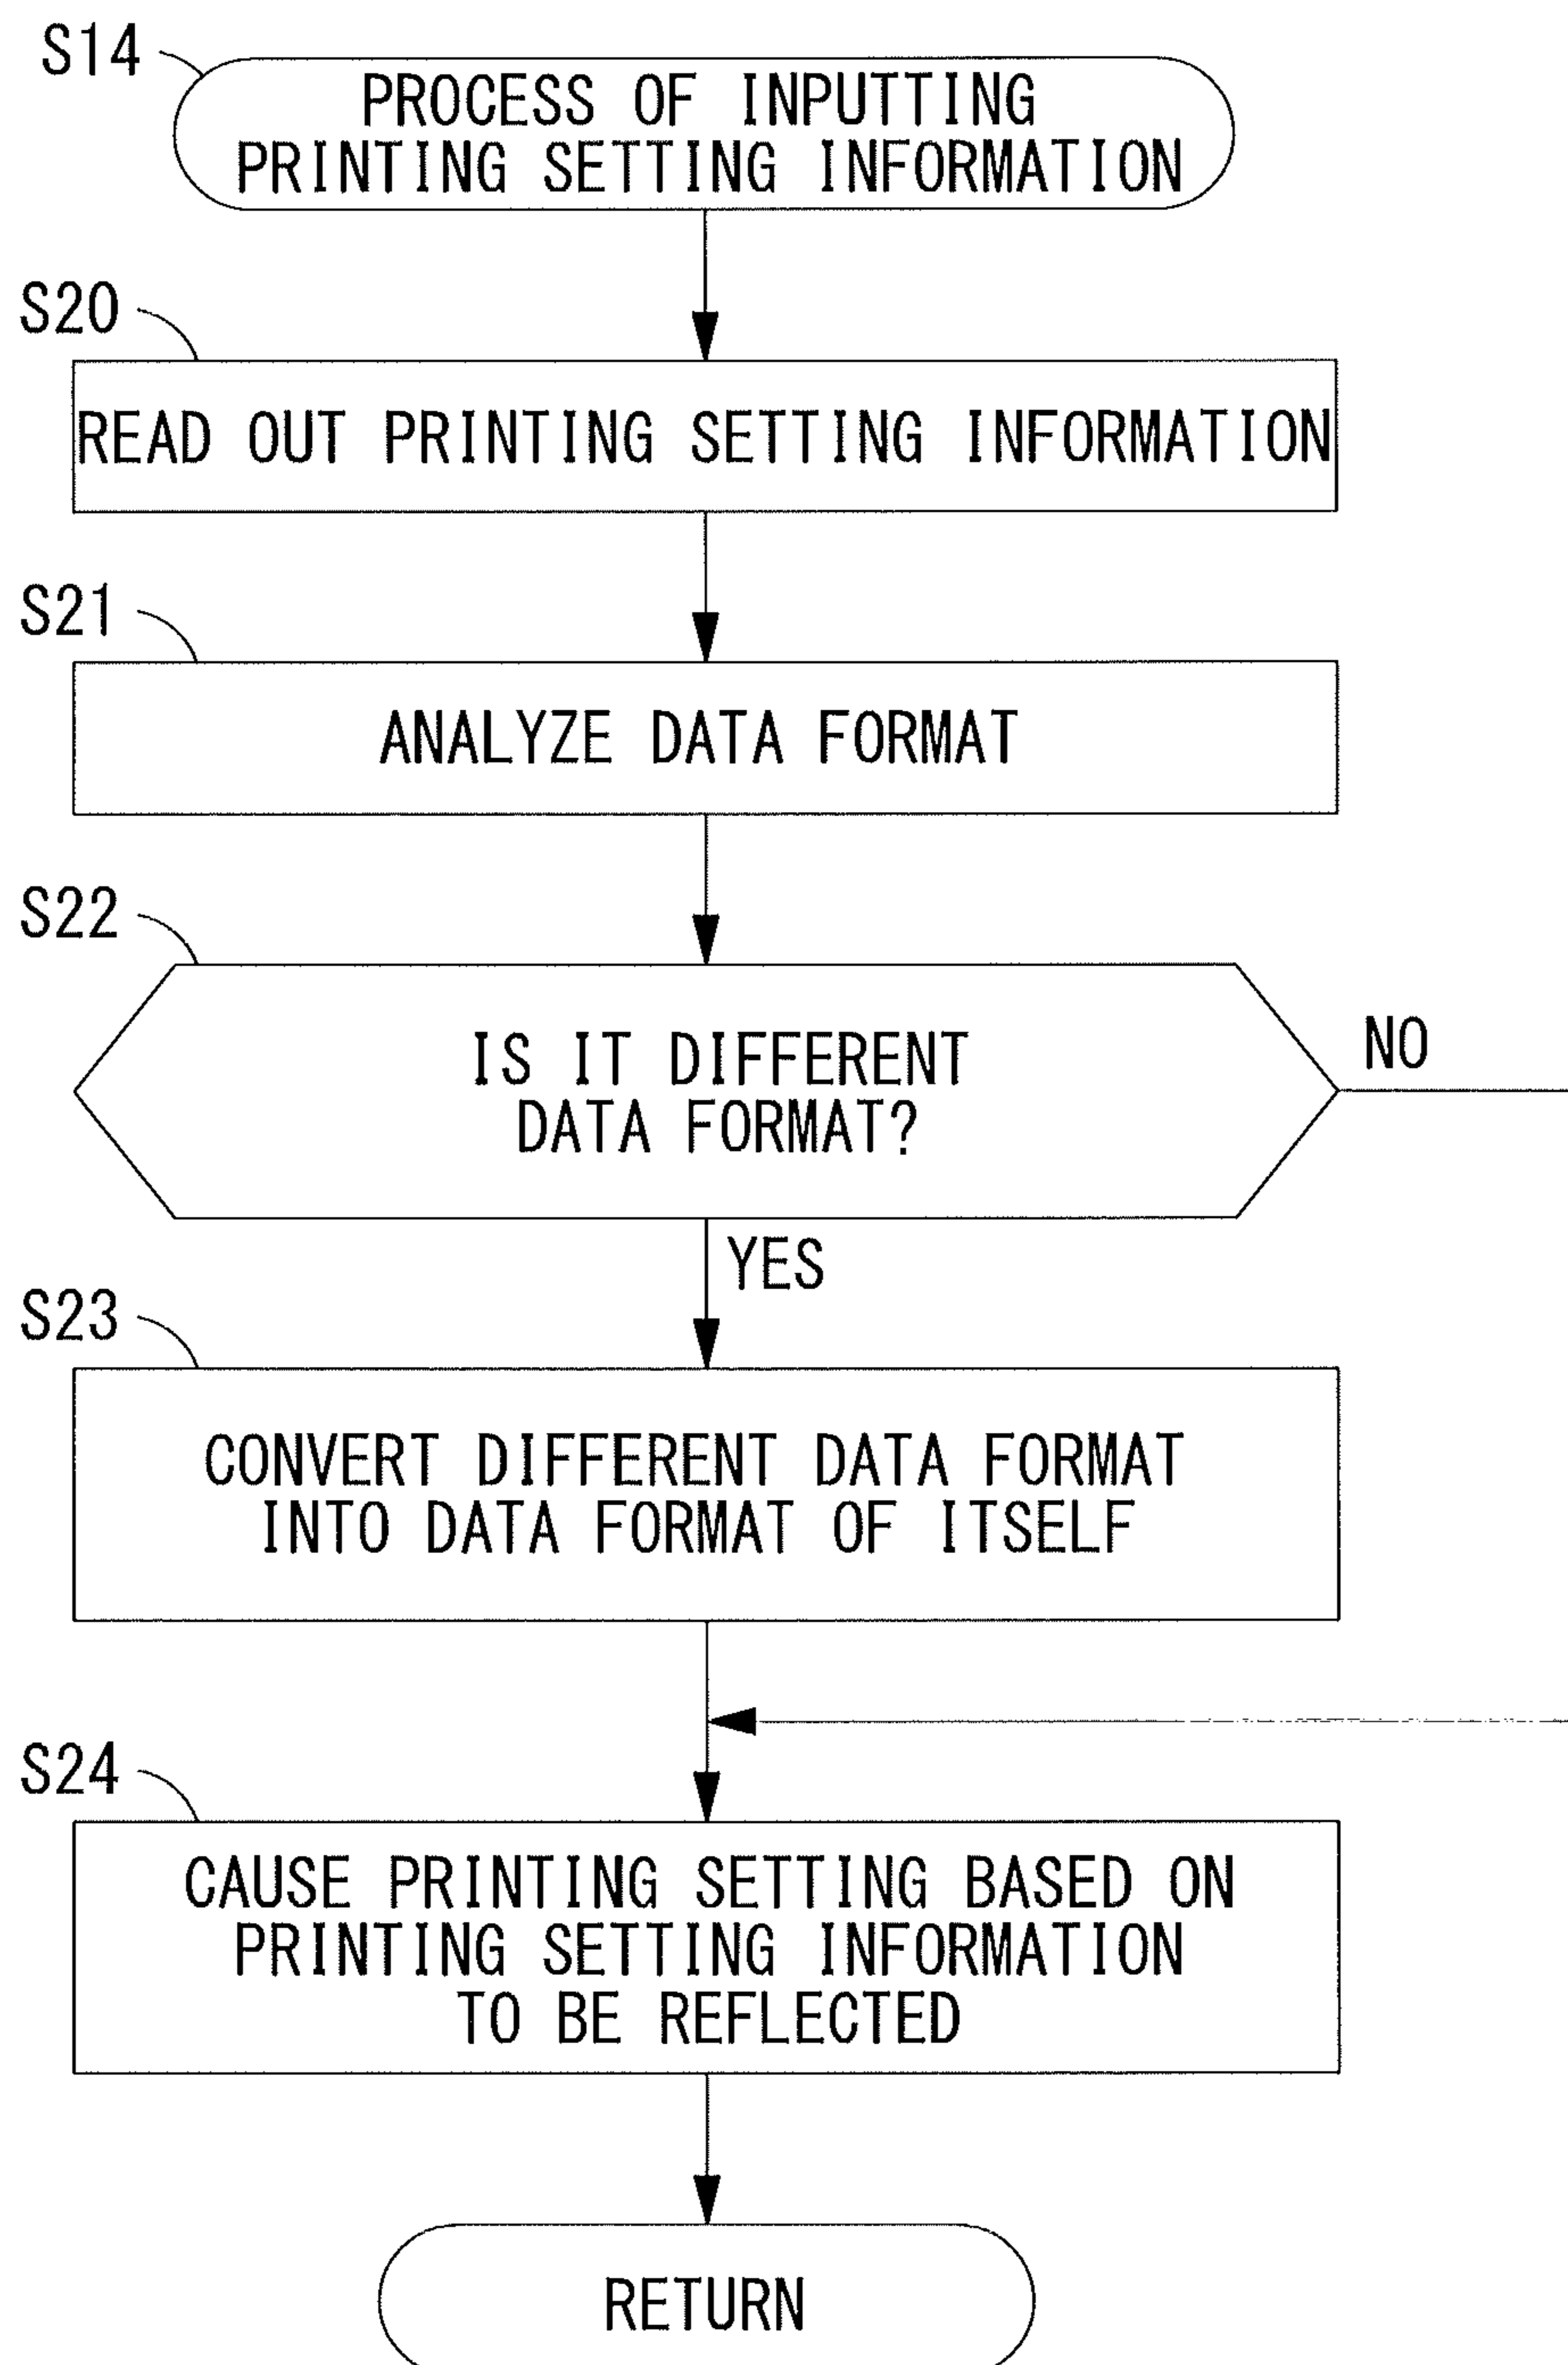 S14
PROCESS OF INPUTTING
PRINTING SETTING INFORMATION
S20
READ OUT PRINTING SETTING INFORMATION
S21
ANALYZE DATA FORMAT
S22
IS IT DIFFERENT
DATA FORMAT?
NO
YES
S23
CONVERT DIFFERENT DATA FORMAT
INTO DATA FORMAT OF ITSELF
S24
CAUSE PRINTING SETTING BASED ON
PRINTING SETTING INFORMATION
TO BE REFLECTED
RETURN